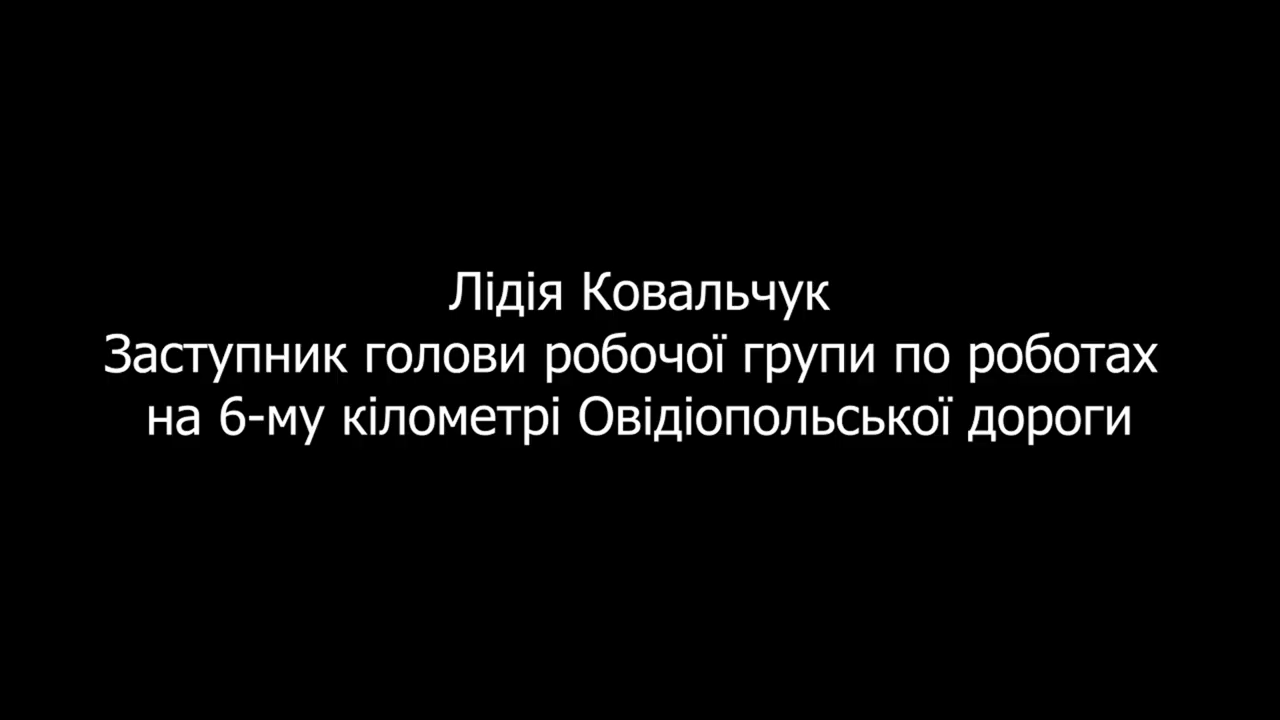 Лідія Ковальчук
Заступник голови робочої групи по роботах
на 6-му кілометрі Овідіопольської дороги